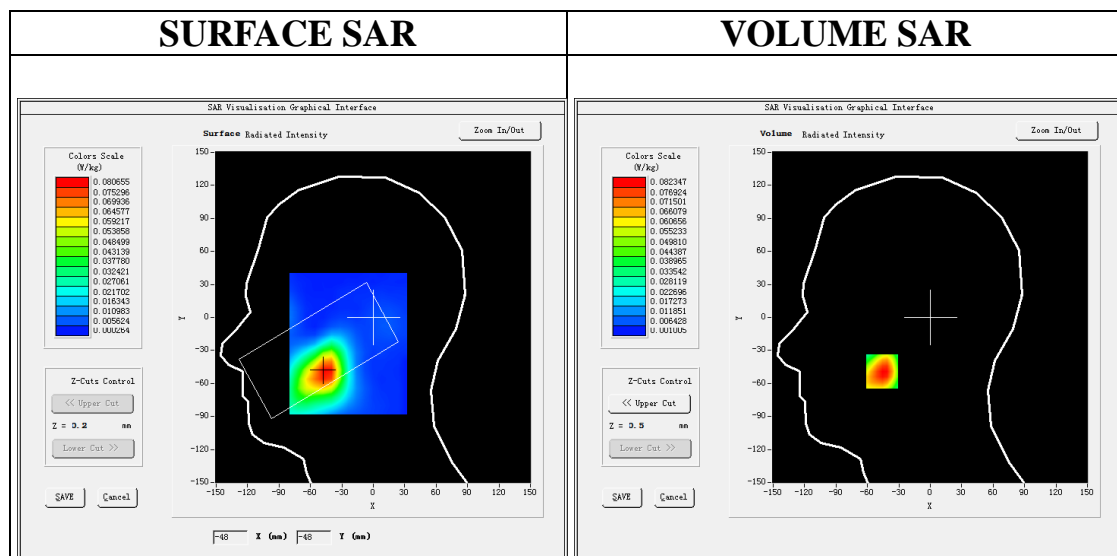 SURFACE SAR
VOLUME SAR
SAR Visualisation Graphical Interface
Surface Radiated Intensity
Zoom In/Out
Colors Scale
(W/kg)
0.080655
0.075296
0.069936
0.064577
0.059217
0.053858
0.048499
0.043139
0.037780
0.032421
0.027061
0.021702
0.016343
0.010983
0.005624
0.000264
150
120
90
60
30
0
-30
-60
-90
-120
-150
Y
-150 -120 -90 -60 -30 0 30 60 90 120 150
X
Z-Cuts Control
<< Upper Cut
Z = 3.2 mm
Lower Cut >>
SAVE Cancel
-48 X (mm) -48 Y (mm)
SAR Visualisation Graphical Interface
Volume Radiated Intensity
Zoom In/Out
Colors Scale
(W/kg)
0.082347
0.076924
0.071501
0.066079
0.060656
0.055233
0.049810
0.044387
0.038965
0.033542
0.028119
0.022696
0.017273
0.011851
0.006428
0.001005
150
120
90
60
30
0
-30
-60
-90
-120
-150
Y
-150 -120 -90 -60 -30 0 30 60 90 120 150
X
Z-Cuts Control
<< Upper Cut
Z = 3.5 mm
Lower Cut >>
SAVE Cancel